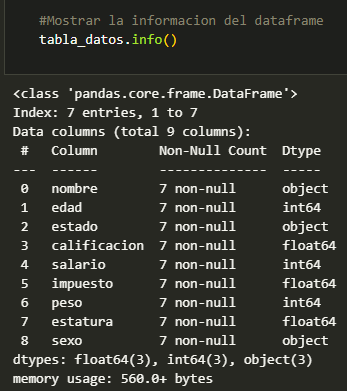 #Mostrar la informacion del dataframe
tabla_datos.info()
<class 'pandas.core.frame.DataFrame'>
Index: 7 entries, 1 to 7
Data columns (total 9 columns):
 #   Column        Non-Null Count  Dtype
---  ------        --------------  -----
 0   nombre        7 non-null      object
 1   edad          7 non-null      int64
 2   estado        7 non-null      object
 3   calificacion  7 non-null      float64
 4   salario       7 non-null      int64
 5   impuesto      7 non-null      float64
 6   peso          7 non-null      int64
 7   estatura      7 non-null      float64
 8   sexo          7 non-null      object
dtypes: float64(3), int64(3), object(3)
memory usage: 560.0+ bytes